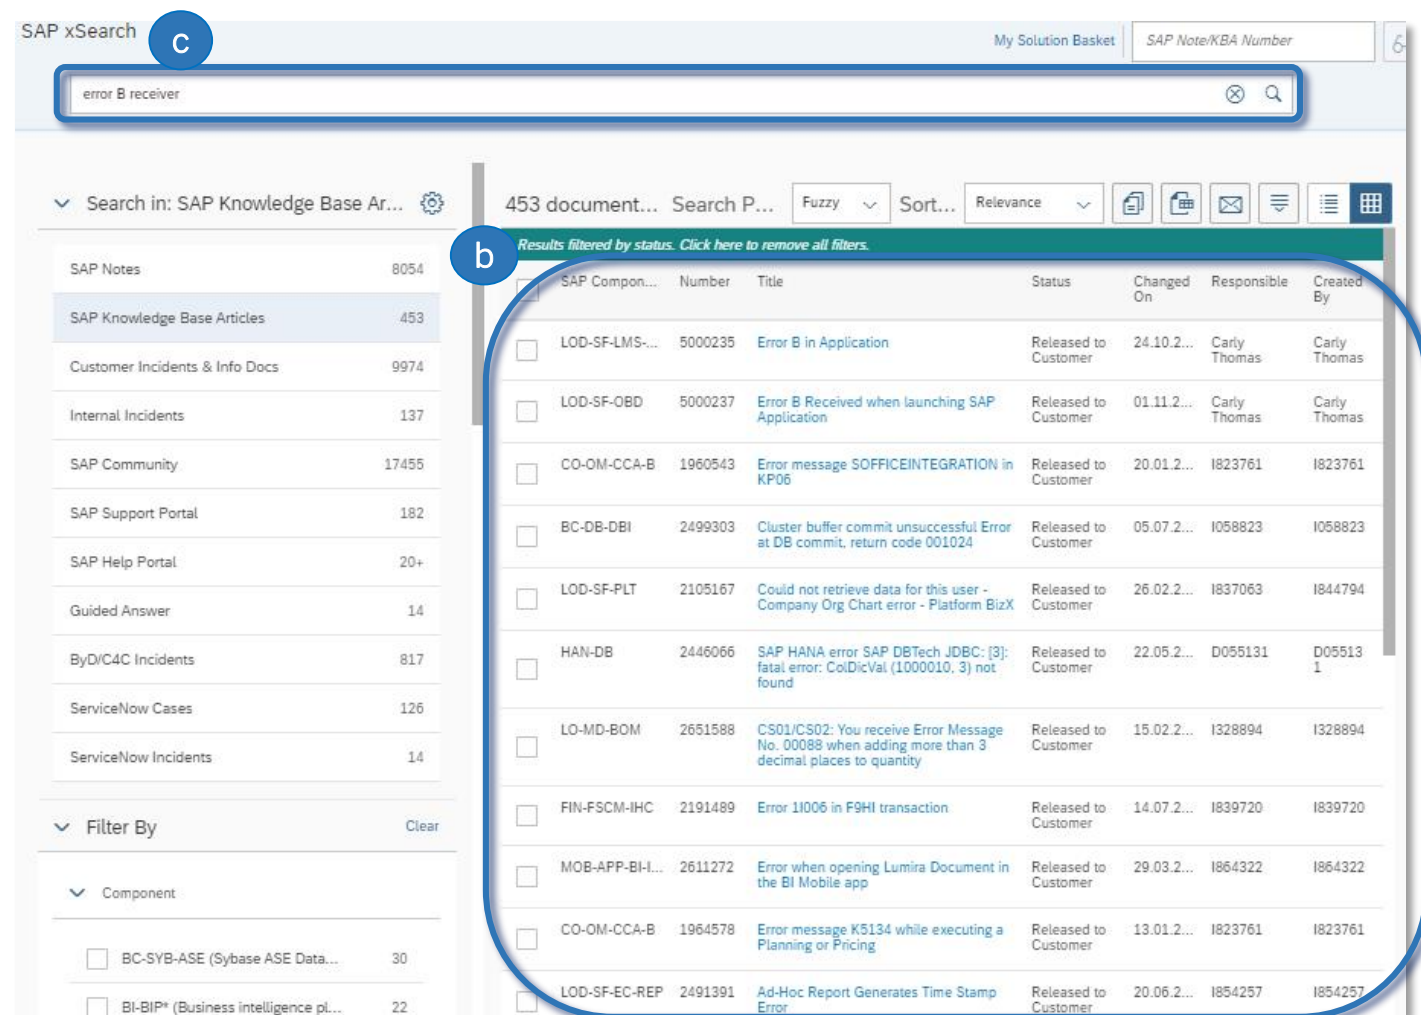 SAP xSearch
c
My Solution Basket
SAP Note/KBA Number
error B receiver
Search in: SAP Knowledge Base Ar...
453 document...
Search P...
Fuzzy
Sort...
Relevance
b
Results filtered by status. Click here to remove all filters.
SAP Notes 8054
SAP Knowledge Base Articles 453
Customer Incidents & Info Docs 9974
Internal Incidents 137
SAP Community 17455
SAP Support Portal 182
SAP Help Portal 20+
Guided Answer 14
ByD/C4C Incidents 817
ServiceNow Cases 126
ServiceNow Incidents 14
Filter By Clear
Component
BC-SYB-ASE (Sybase ASE Data... 30
BI-BIP* (Business intelligence pl... 22
SAP Compon... Number Title Status Changed Responsible Created
On By
LOD-SF-LMS-... 5000235 Error B in Application Released to 24.10.2... Carly Carly
Customer Thomas Thomas
LOD-SF-OBD 5000237 Error B Received when launching SAP Released to 01.11.2... Carly Carly
Application Customer Thomas Thomas
CO-OM-CCA-B 1960543 Error message SOFFICEINTEGRATION in Released to 20.01.2... I823761 I823761
KP06 Customer
BC-DB-DBI 2499303 Cluster buffer commit unsuccessful Error Released to 05.07.2... I058823 I058823
at DB commit, return code 001024 Customer
LOD-SF-PLT 2105167 Could not retrieve data for this user - Released to 26.02.2... I837063 I844794
Company Org Chart error - Platform BizX Customer
HAN-DB 2446066 SAP HANA error SAP DBTech JDBC: [3]: Released to 22.05.2... D055131 D05513
fatal error: ColDicVal (1000010, 3) not Customer 1
found
LO-MD-BOM 2651588 CS01/CS02: You receive Error Message Released to 15.02.2... I328894 I328894
No. 00088 when adding more than 3 Customer
decimal places to quantity
FIN-FSCM-IHC 2191489 Error 1I006 in F9HI transaction Released to 14.07.2... I839720 I839720
Customer
MOB-APP-BI-I... 2611272 Error when opening Lumira Document in Released to 29.03.2... I864322 I864322
the BI Mobile app Customer
CO-OM-CCA-B 1964578 Error message K5134 while executing a Released to 13.01.2... I823761 I823761
Planning or Pricing Customer
LOD-SF-EC-REP 2491391 Ad-Hoc Report Generates Time Stamp Released to 20.06.2... I854257 I854257
Error Customer